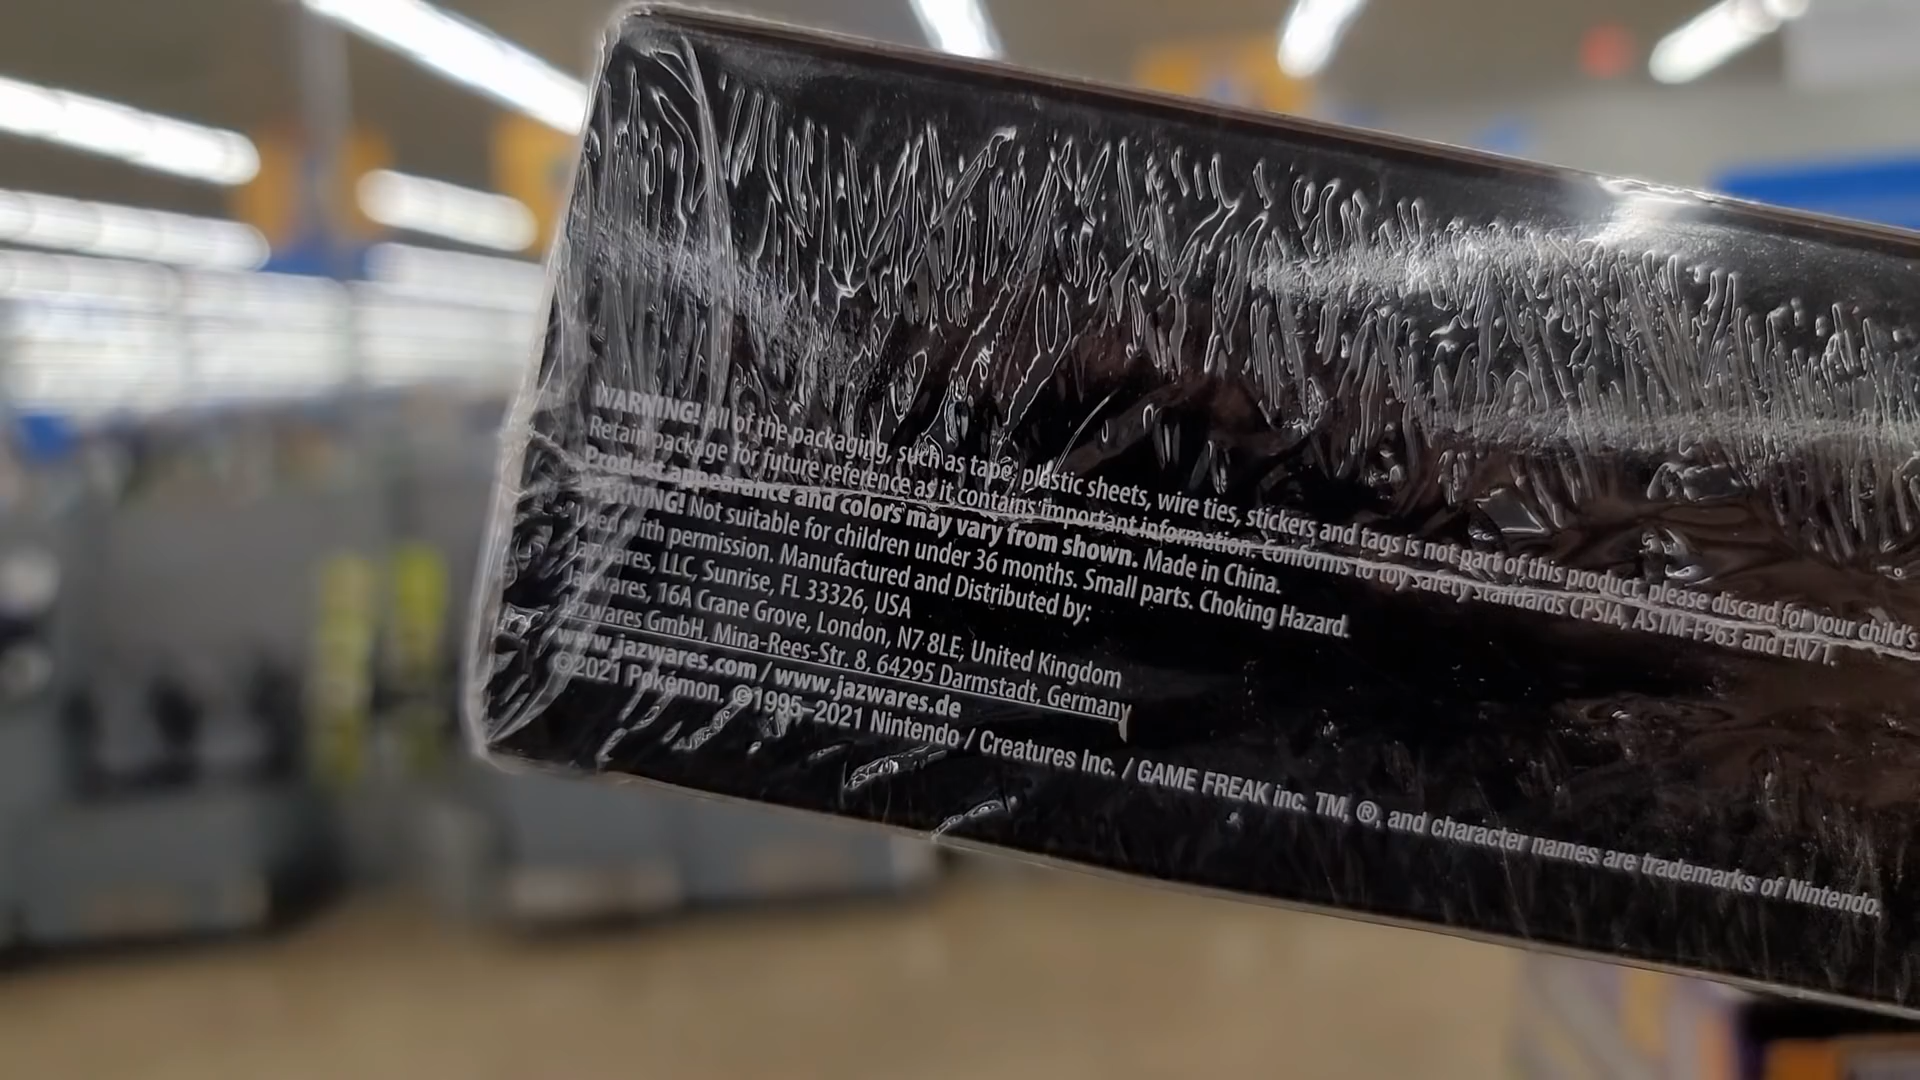 WARNING! All of the packaging, such as tape, plastic sheets, wire ties, stickers and tags is not part of this product, please discard for your child's
Retain package for future reference as it contains important information. Conforms to toy safety standards CPSIA, ASTM-F963 and EN71.
Product appearance and colors may vary from shown. Made in China.
WARNING! Not suitable for children under 36 months. Small parts. Choking Hazard.
Used with permission. Manufactured and Distributed by:
Jazwares, LLC, Sunrise, FL 33326, USA
Jazwares, 16A Crane Grove, London, N7 8LE, United Kingdom
Jazwares GmbH, Mina-Rees-Str. 8, 64295 Darmstadt, Germany
www.jazwares.com / www.jazwares.de
©2021 Pokémon. ©1995–2021 Nintendo / Creatures Inc. / GAME FREAK inc. TM, ®, and character names are trademarks of Nintendo.